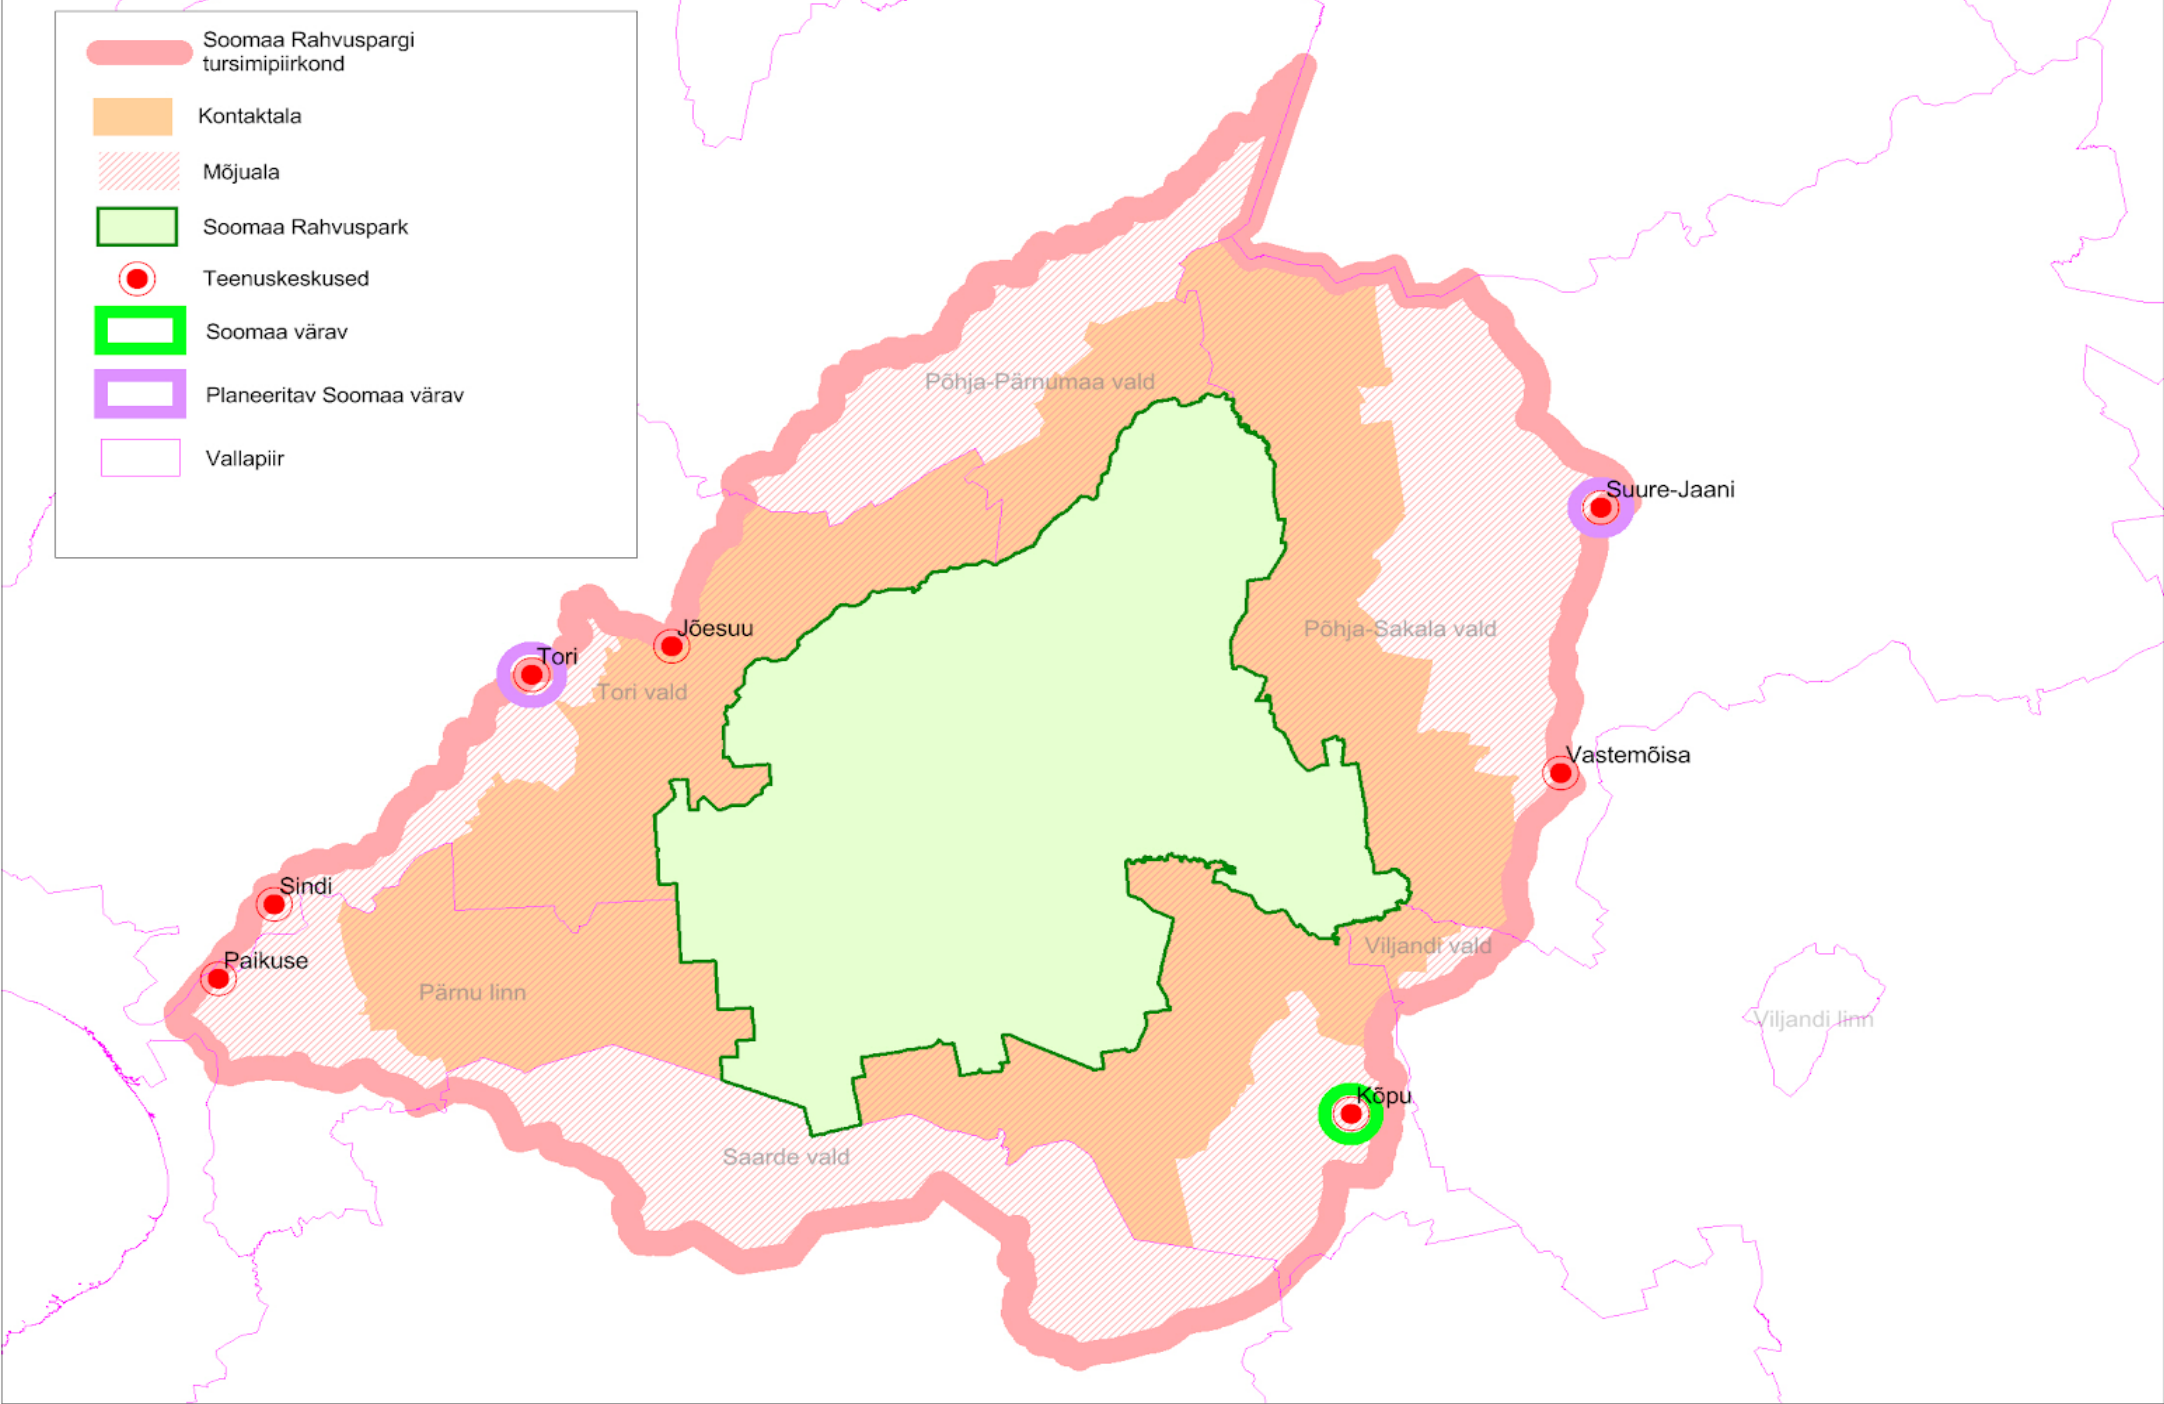 Soomaa Rahvuspargi
tursimipiirkond
Kontaktala
Mõjuala
Soomaa Rahvuspark
Teenuskeskused
Soomaa värav
Planeeritav Soomaa värav
Vallapiir
Põhja-Pärnumaa vald
Suure-Jaani
Jõesuu
Põhja-Sakala vald
Tori
Tori vald
Vastemõisa
Sindi
Viljandi vald
Paikuse
Pärnu linn
Viljandi linn
Kõpu
Saarde vald